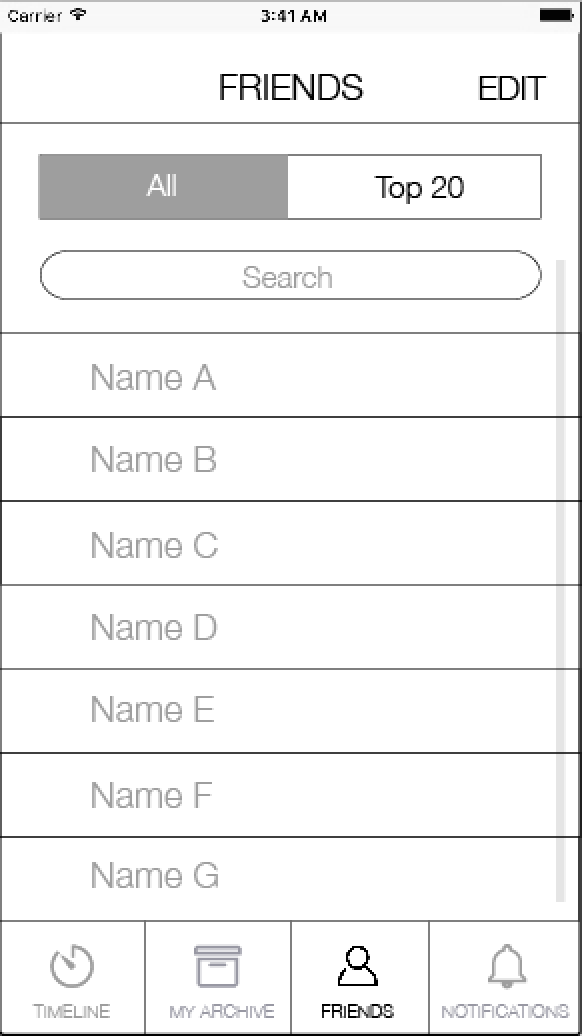 Carrier 3:41 AM
FRIENDS EDIT
All Top 20
Search
Name A
Name B
Name C
Name D
Name E
Name F
Name G
TIMELINE MY ARCHIVE FRIENDS NOTIFICATIONS